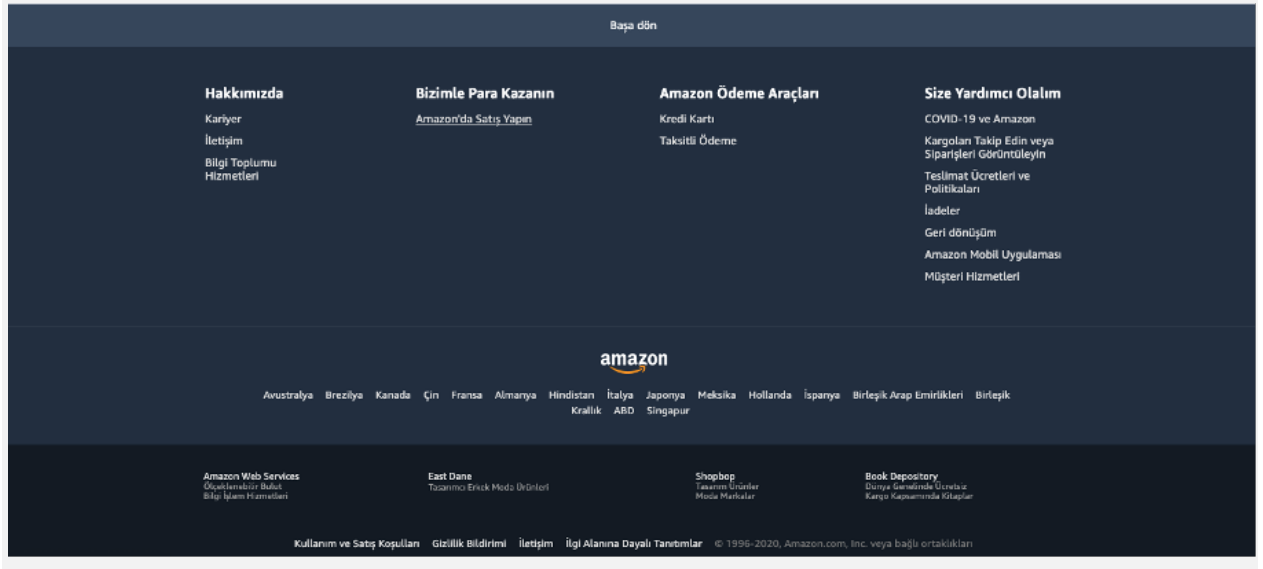 Başa dön
Hakkımızda
Kariyer
İletişim
Bilgi Toplumu
Hizmetleri
Bizimle Para Kazanın
Amazon'da Satış Yapın
Amazon Ödeme Araçları
Kredi Kartı
Taksitli Ödeme
Size Yardımcı Olalım
COVID-19 ve Amazon
Kargoları Takip Edin veya
Siparişleri Görüntüleyin
Teslimat Ücretleri ve
Politikaları
İadeler
Geri dönüşüm
Amazon Mobil Uygulaması
Müşteri Hizmetleri
amazon
Avustralya Brezilya Kanada Çin Fransa Almanya Hindistan İtalya Japonya Meksika Hollanda İspanya Birleşik Arap Emirlikleri Birleşik
Krallık ABD Singapur
Amazon Web Services
Ölçeklenebilir Bulut
Bilgi İşlem Hizmetleri
East Dane
Tasarımcı Erkek Moda Ürünleri
Shopbop
Tasarım Ürünler
Moda Markalar
Book Depository
Dünya Genelinde Ücretsiz
Kargo Kapsamında Kitaplar
Kullanım ve Satış Koşulları Gizlilik Bildirimi İletişim İlgi Alanına Dayalı Tanıtımlar © 1996-2020, Amazon.com, Inc. veya bağlı ortaklıkları